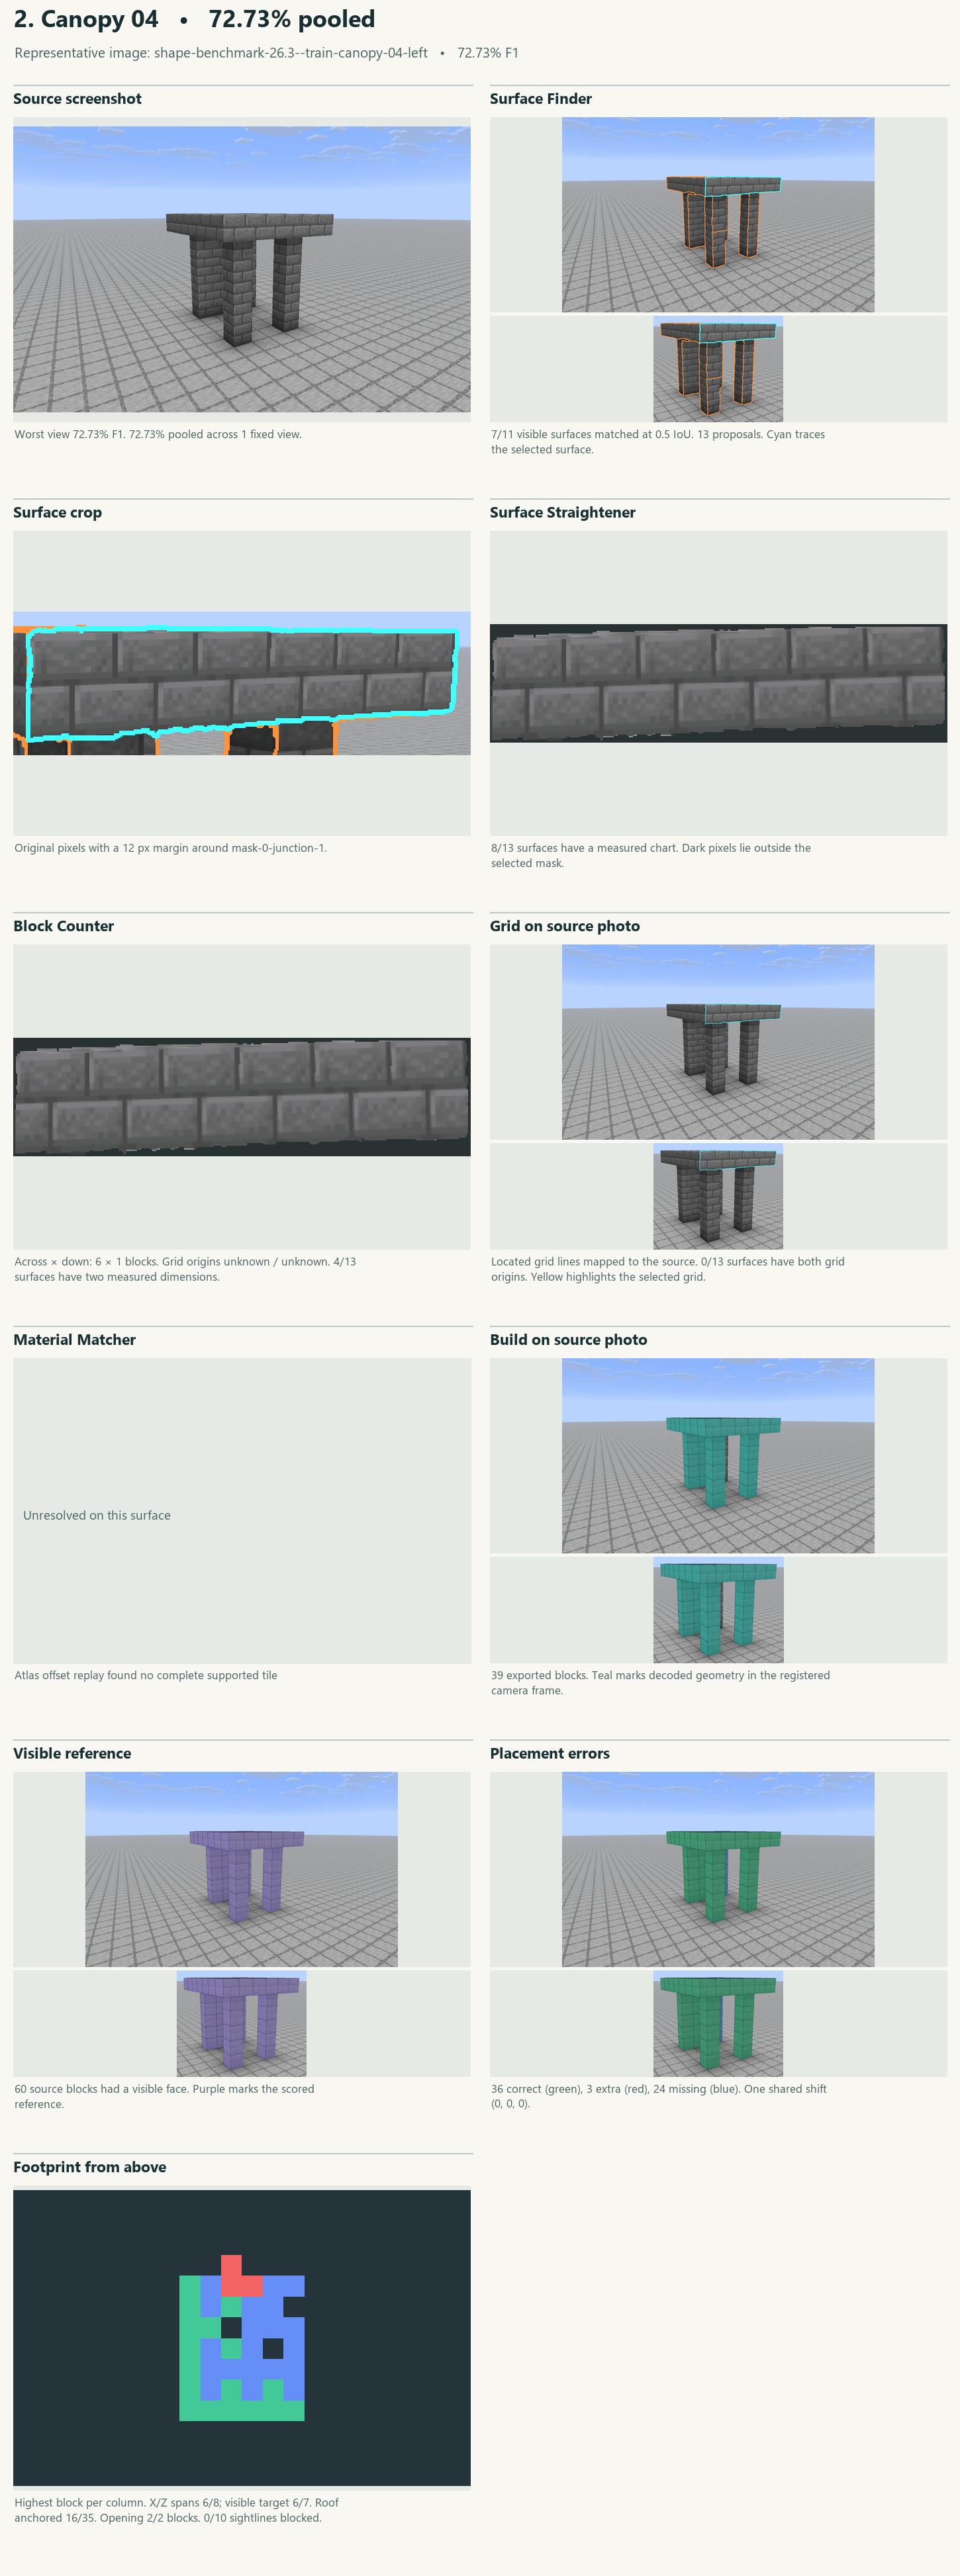 2. Canopy 04 • 72.73% pooled
Representative image: shape-benchmark-26.3--train-canopy-04-left • 72.73% F1
Source screenshot
Worst view 72.73% F1. 72.73% pooled across 1 fixed view.
Surface Finder
7/11 visible surfaces matched at 0.5 IoU. 13 proposals. Cyan traces
the selected surface.
Surface crop
Original pixels with a 12 px margin around mask-0-junction-1.
Surface Straightener
8/13 surfaces have a measured chart. Dark pixels lie outside the
selected mask.
Block Counter
Across × down: 6 × 1 blocks. Grid origins unknown / unknown. 4/13
surfaces have two measured dimensions.
Grid on source photo
Located grid lines mapped to the source. 0/13 surfaces have both grid
origins. Yellow highlights the selected grid.
Material Matcher
Unresolved on this surface
Atlas offset replay found no complete supported tile
Build on source photo
39 exported blocks. Teal marks decoded geometry in the registered
camera frame.
Visible reference
60 source blocks had a visible face. Purple marks the scored
reference.
Placement errors
36 correct (green), 3 extra (red), 24 missing (blue). One shared shift
(0, 0, 0).
Footprint from above
Highest block per column. X/Z spans 6/8; visible target 6/7. Roof
anchored 16/35. Opening 2/2 blocks. 0/10 sightlines blocked.